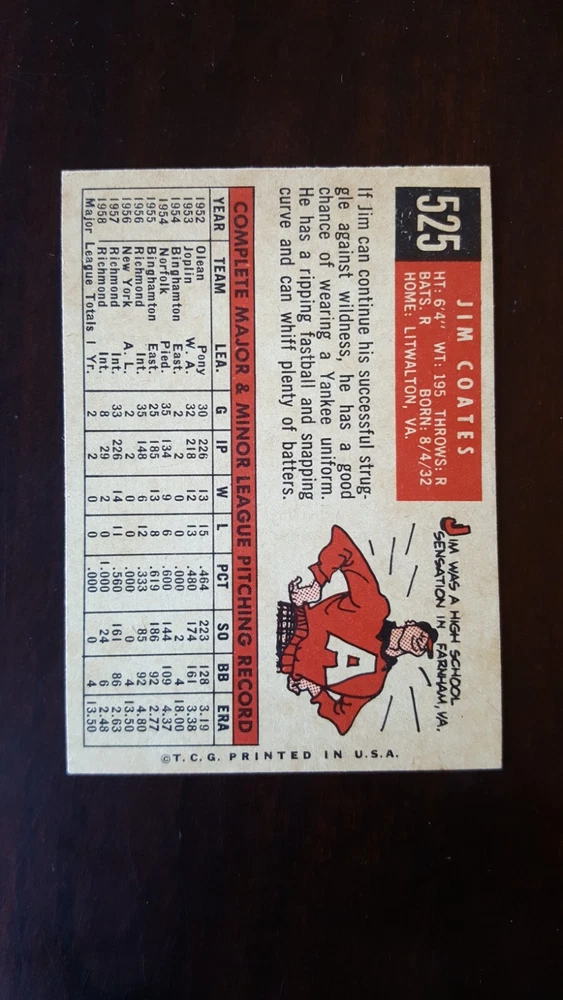 525
JIM COATES
HT: 6'4" WT: 195 THROWS: R
BATS. R BORN: 8/4/32
HOME: LITWALTON, VA.
JIM WAS A HIGH SCHOOL
SENSATION IN FARNHAM, VA.
A
If Jim can continue his successful strug-
gle against wildness, he has a good
chance of wearing a Yankee uniform.
He has a ripping fastball and snapping
curve and can whiff plenty of batters.
COMPLETE MAJOR & MINOR LEAGUE PITCHING RECORD
YEAR TEAM LEA. G IP W L PCT SO BB ERA
1952 Olean Pony 30 226 13 15 .464 223 128 3.19
1953 Joplin W. A. 32 218 12 13 .480 174 161 3.38
1954 Binghamton East. 2 2 0 0 .000 2 4 18.00
1954 Norfolk Pied. 35 134 9 6 .600 144 109 4.37
1955 Binghamton East. 25 185 13 8 .619 186 92 2.77
1956 Richmond Int. 35 148 6 12 .333 85 92 4.80
1956 New York A. L. 2 2 0 0 .000 0 4 13.50
1957 Richmond Int. 33 226 14 11 .560 161 86 2.63
1958 Richmond Int. 8 29 2 0 1.000 24 6 2.48
Major League Totals 1 Yr. 2 2 0 0 .000 0 4 13.50
©T. C. G. PRINTED IN U.S.A.